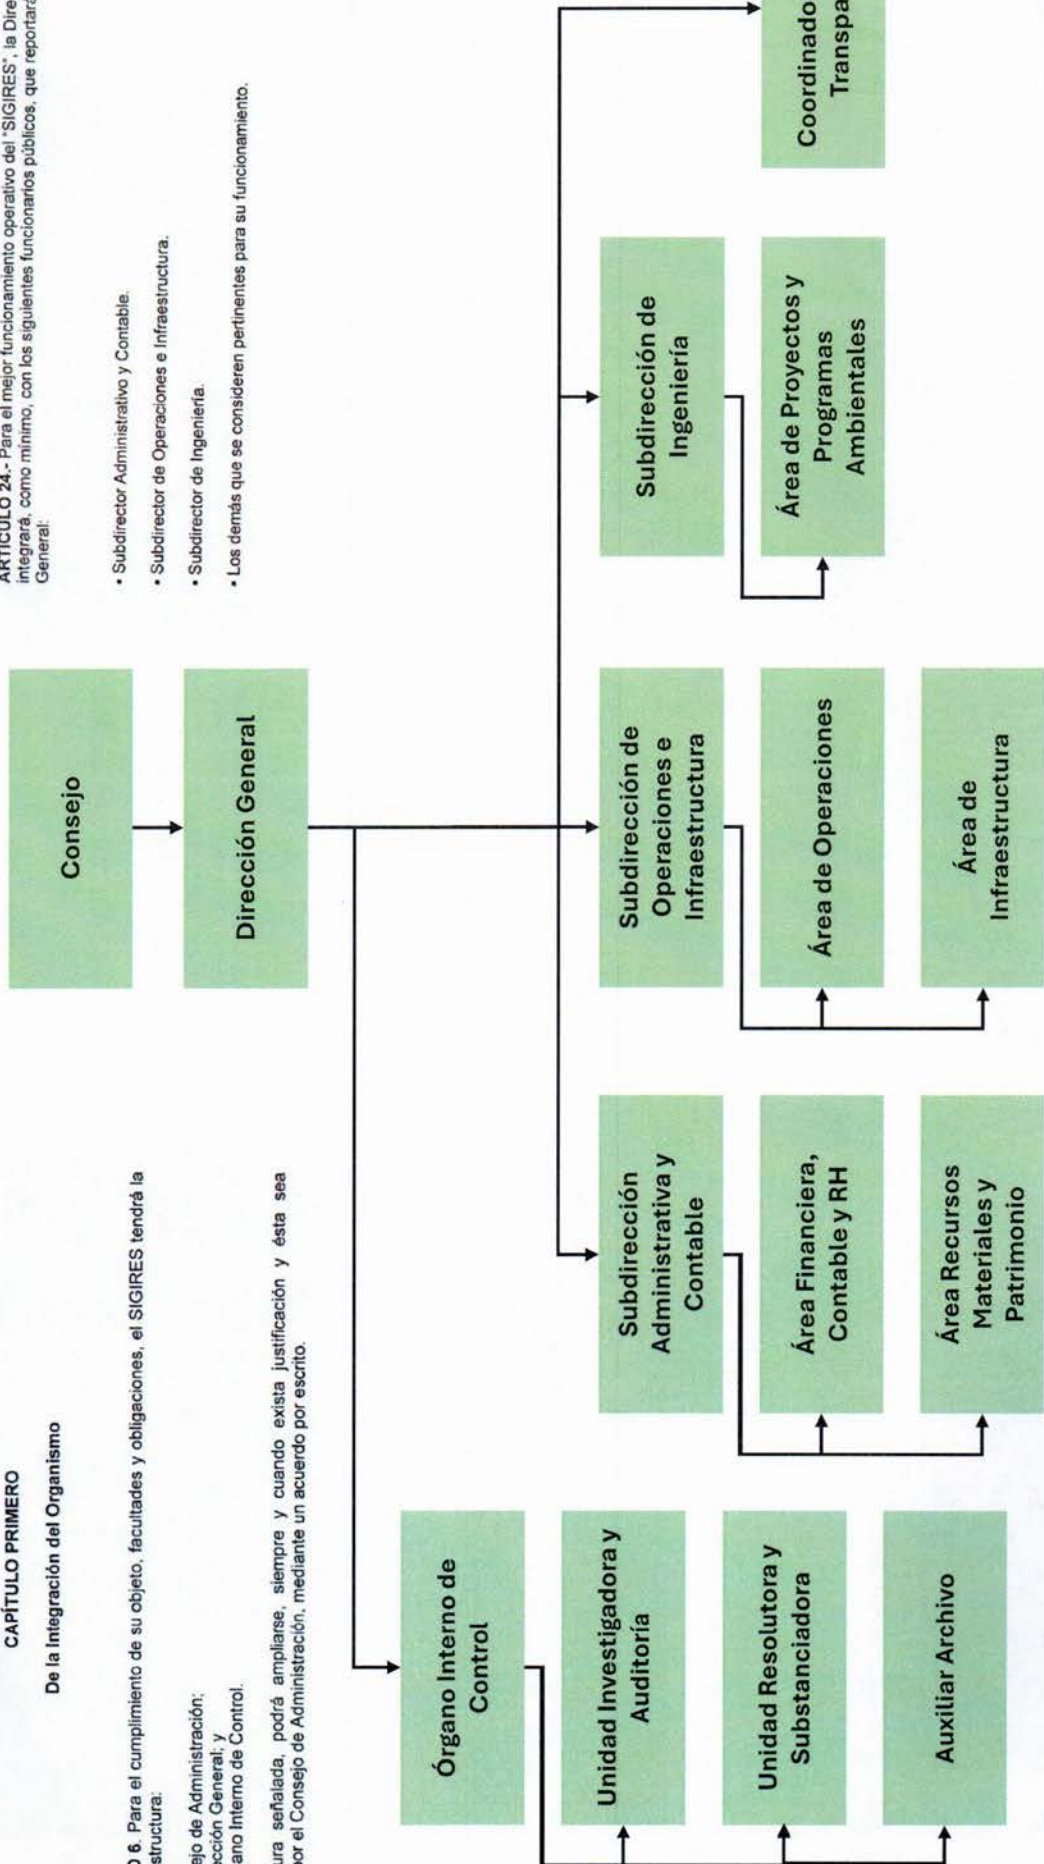 CAPÍTULO PRIMERO
De la Integración del Organismo
6. Para el cumplimiento de su objeto, facultades y obligaciones, el SIGIRES tendrá la
structura:
ejo de Administración;
cción General; y
ano Interno de Control.
ura señalada, podrá ampliarse, siempre y cuando exista justificación y ésta sea
por el Consejo de Administración, mediante un acuerdo por escrito.
ARTÍCULO 24.- Para el mejor funcionamiento operativo del "SIGIRES", la Dire
integrará, como mínimo, con los siguientes funcionarios públicos, que reportará
General:
• Subdirector Administrativo y Contable.
• Subdirector de Operaciones e Infraestructura.
• Subdirector de Ingeniería.
• Los demás que se consideren pertinentes para su funcionamiento.
Consejo
Dirección General
Órgano Interno de
Control
Unidad Investigadora y
Auditoría
Unidad Resolutora y
Substanciadora
Auxiliar Archivo
Subdirección
Administrativa y
Contable
Área Financiera,
Contable y RH
Área Recursos
Materiales y
Patrimonio
Subdirección de
Operaciones e
Infraestructura
Área de Operaciones
Área de
Infraestructura
Subdirección de
Ingeniería
Área de Proyectos y
Programas
Ambientales
Coordinado
Transpa